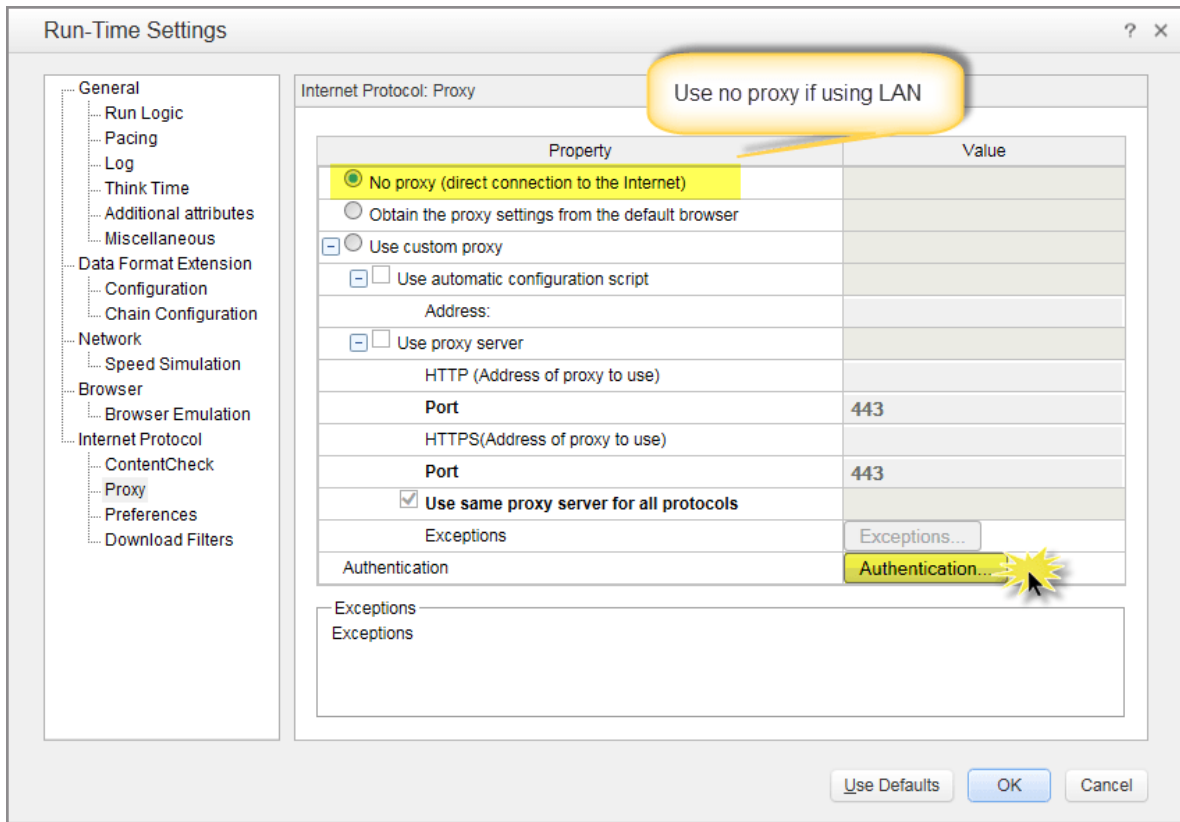 Run-Time Settings
?
General
Run Logic
Pacing
Log
Think Time
Additional attributes
Miscellaneous
Data Format Extension
Configuration
Chain Configuration
Network
Speed Simulation
Browser
Browser Emulation
Internet Protocol
ContentCheck
Proxy
Preferences
Download Filters
Internet Protocol: Proxy
Use no proxy if using LAN
Property Value
No proxy (direct connection to the Internet)
Obtain the proxy settings from the default browser
Use custom proxy
Use automatic configuration script
Address:
Use proxy server
HTTP (Address of proxy to use)
Port 443
HTTPS(Address of proxy to use)
Port 443
Use same proxy server for all protocols
Exceptions Exceptions...
Authentication Authentication...
Exceptions
Exceptions
Use Defaults OK Cancel